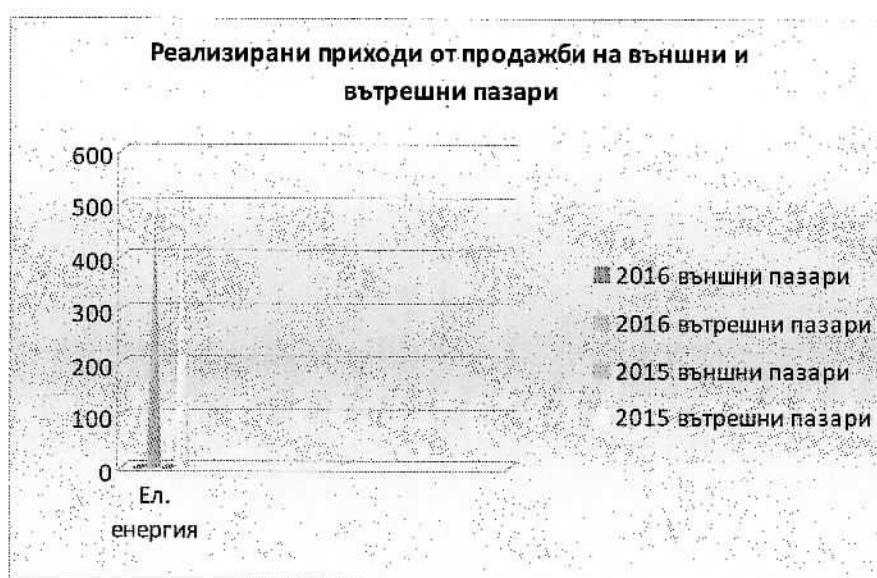 Реализирани приходи от продажби на външни и
вътрешни пазари
600
500
400
300
200
100
0
Ел.
енергия
2016 външни пазари
2016 вътрешни пазари
2015 външни пазари
2015 вътрешни пазари